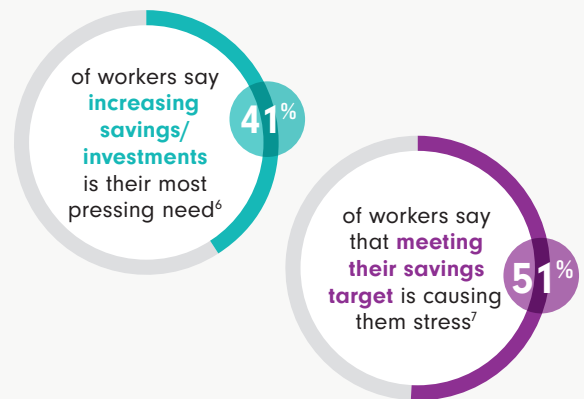 41%
of workers say
increasing
savings/
investments
is their most
pressing need6
51%
of workers say
that meeting
their savings
target is causing
them stress7